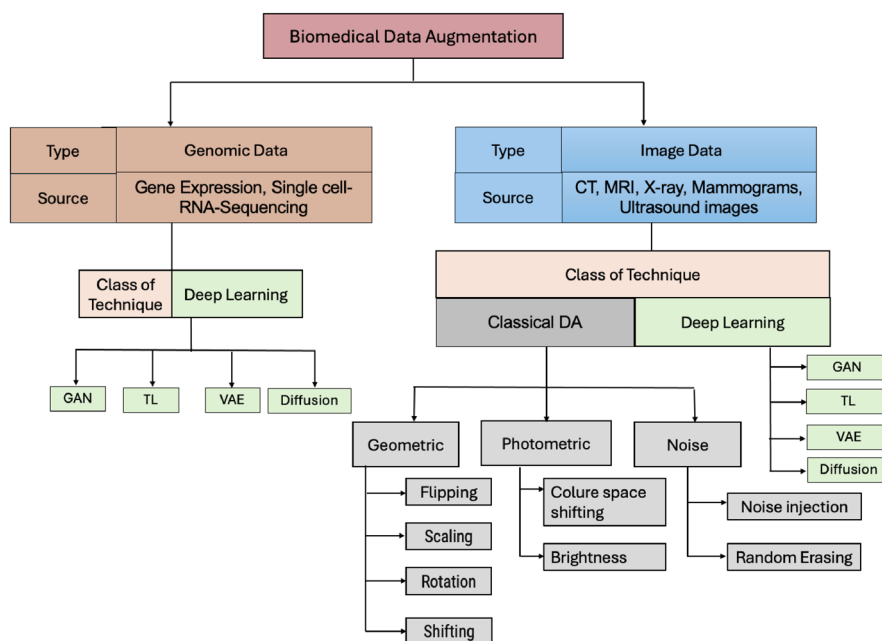 Biomedical Data Augmentation
Type
Genomic Data
Source
Gene Expression, Single cell-
RNA-Sequencing
Type
Image Data
Source
CT, MRI, X-ray, Mammograms,
Ultrasound images
Class of
Technique
Deep Learning
GAN
TL
VAE
Diffusion
Class of Technique
Classical DA
Deep Learning
GAN
TL
VAE
Diffusion
Geometric
Photometric
Noise
Flipping
Scaling
Rotation
Shifting
Colure space
shifting
Brightness
Noise injection
Random Erasing